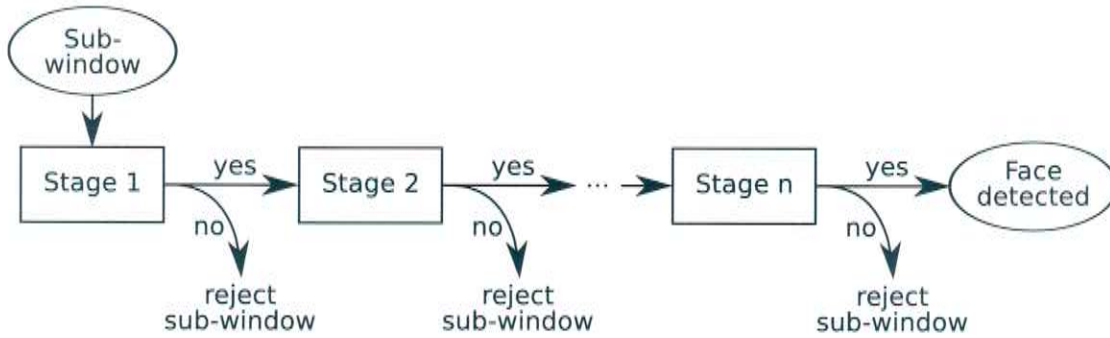 Sub-
window
Stage 1
yes
no
reject
sub-window
Stage 2
yes
no
reject
sub-window
...
Stage n
yes
no
reject
sub-window
Face
detected